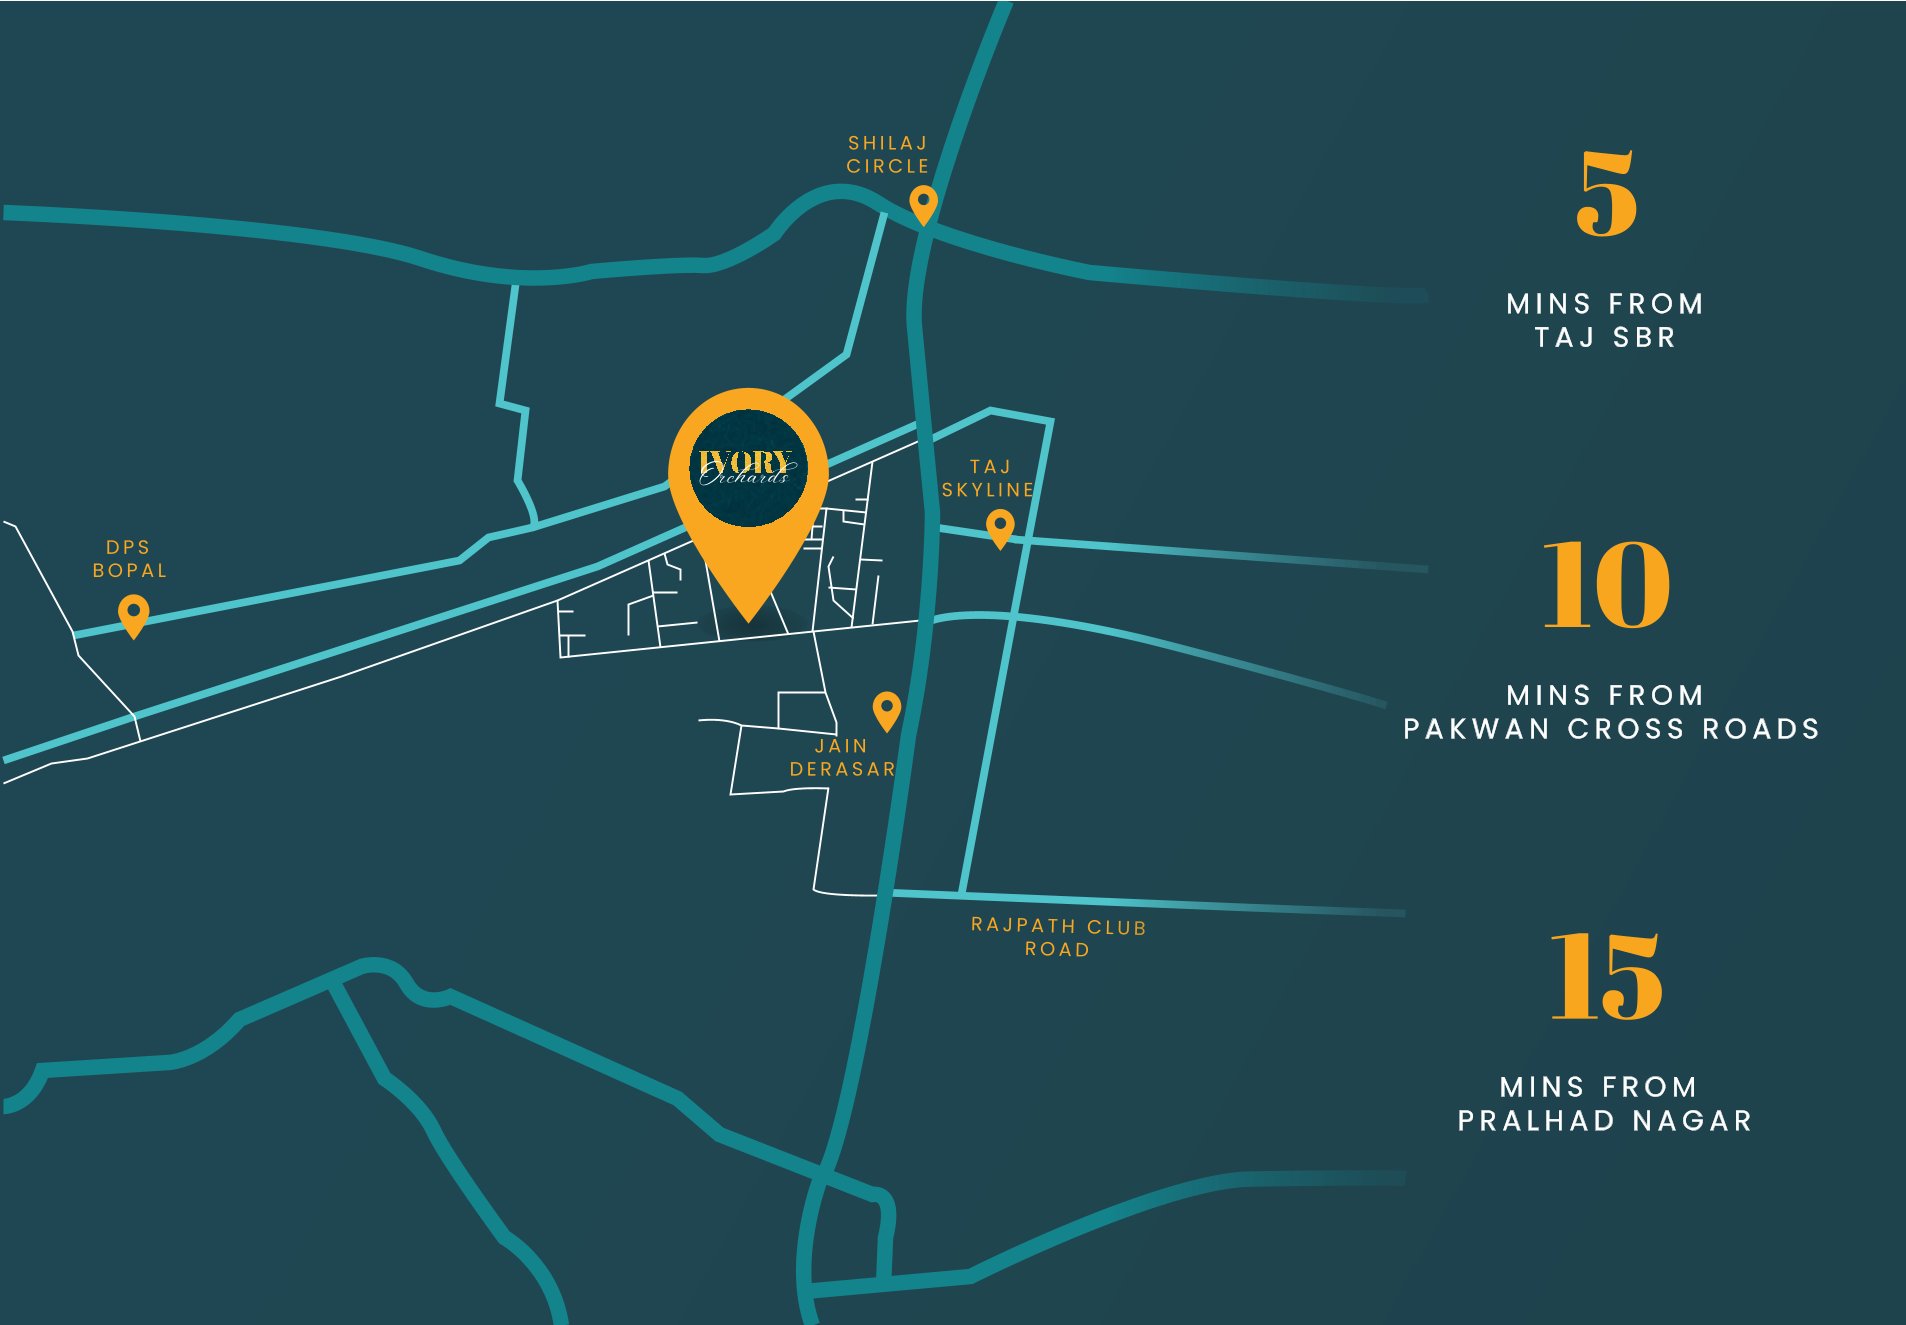 SHILAJ
CIRCLE
IVORY
Orchards
TAJ
SKYLINE
DPS
BOPAL
JAIN
DERASAR
RAJPATH CLUB
ROAD
5
MINS FROM
TAJ SBR
10
MINS FROM
PAKWAN CROSS ROADS
15
MINS FROM
PRALHAD NAGAR